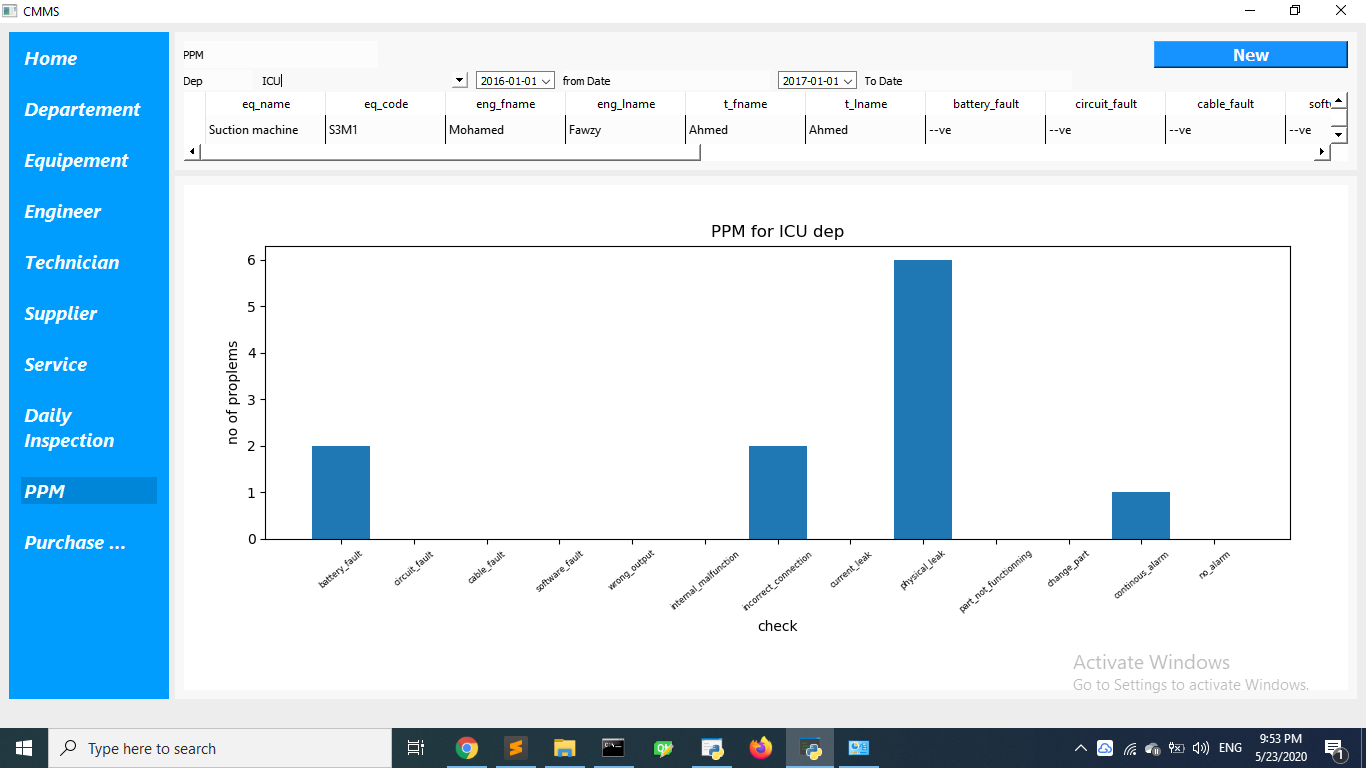 CMMS
Home
Departement
Equipement
Engineer
Technician
Supplier
Service
Daily
Inspection
PPM
Purchase ...
PPM
New
Dep ICU 2016-01-01 from Date 2017-01-01 To Date
eq_name eq_code eng_fname eng_lname t_fname t_lname battery_fault circuit_fault cable_fault
Suction machine S3M1 Mohamed Fawzy Ahmed Ahmed --ve --ve --ve --ve
PPM for ICU dep
6
5
4
3
2
1
0
no of proplems
battery_fault circuit_fault cable_fault software_fault wrong_output internal_malfunction incorrect_connection current_leak physical_leak part_not_functionning change_part continous_alarm no_alarm
check
Activate Windows
Go to Settings to activate Windows.
Type here to search
ENG
9:53 PM
5/23/2020
1